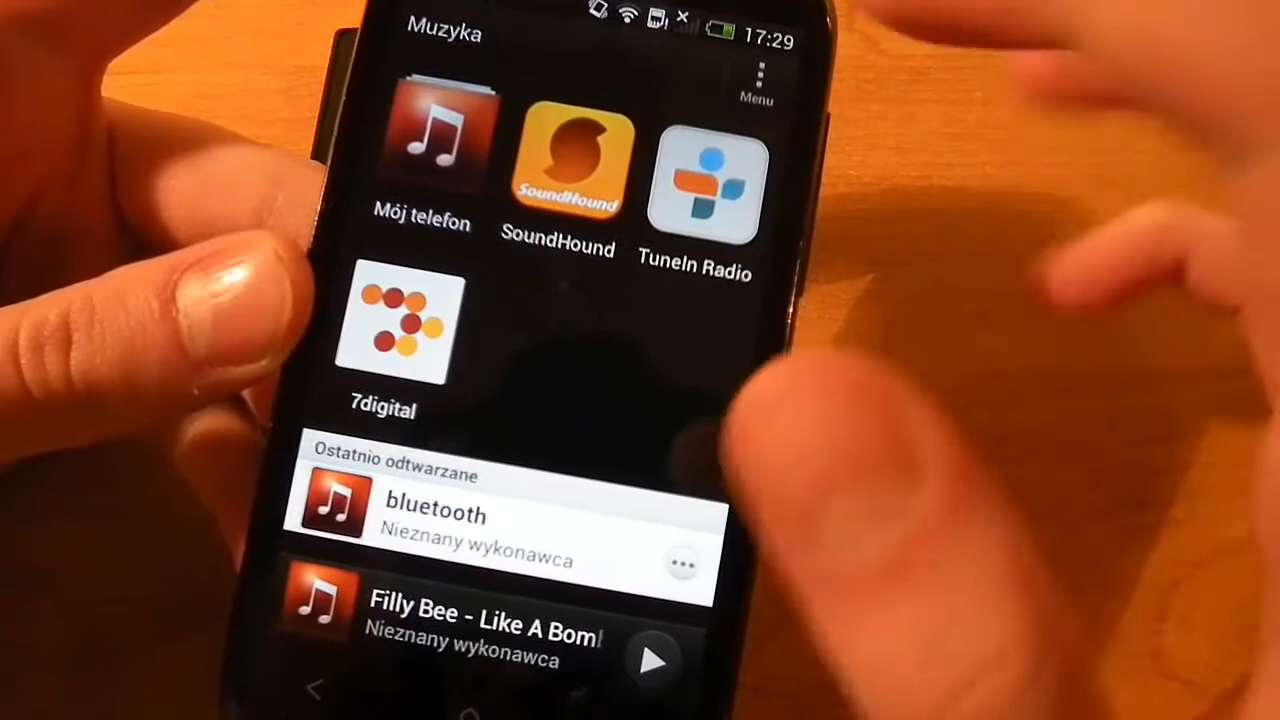 17:29
Muzyka
Menu
SoundHound
Mój telefon
SoundHound
TuneIn Radio
7digital
Ostatnio odtwarzane
bluetooth
Nieznany wykonawca
Filly Bee - Like A Bom
Nieznany wykonawca